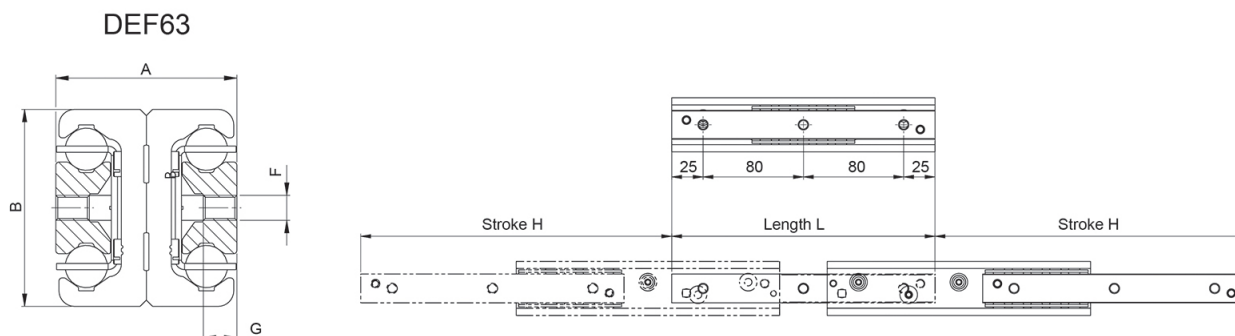 DEF63
A
B
F
G
25 80 80 25
Stroke H Length L Stroke H